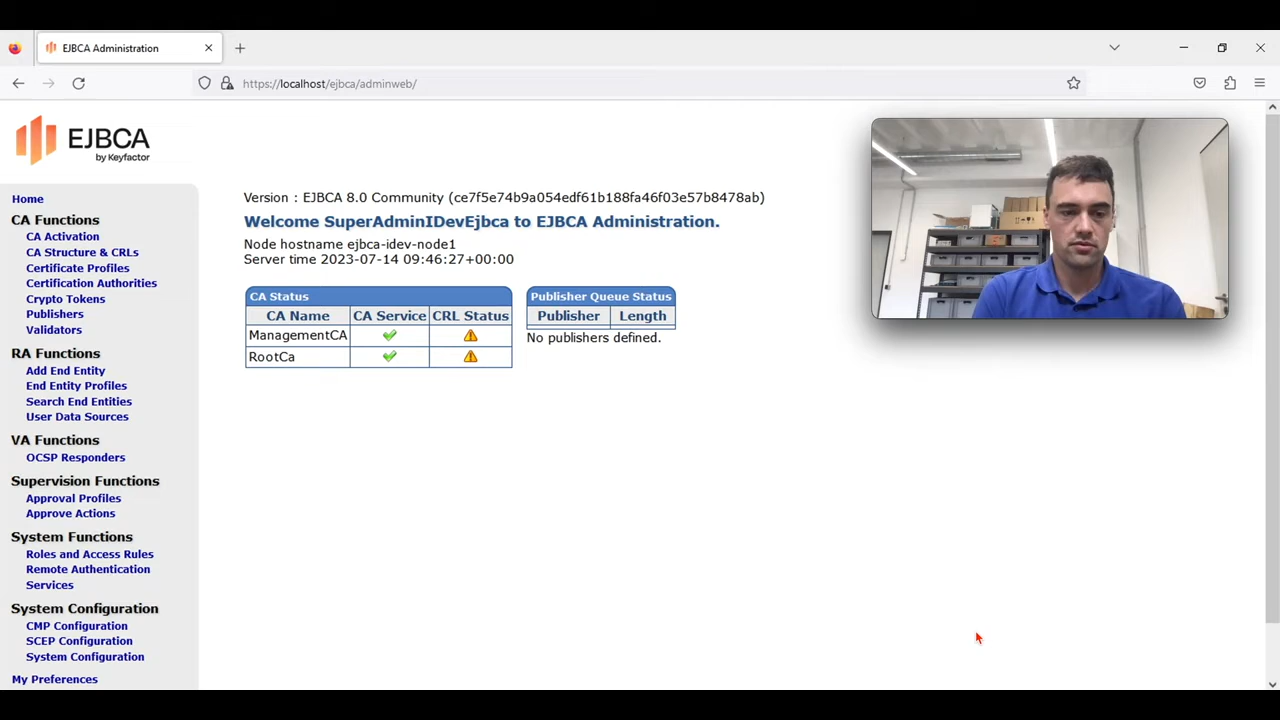 EJBCA Administration
https://localhost/ejbca/adminweb/
EJBCA
by Keyfactor
Home
CA Functions
CA Activation
CA Structure & CRLs
Certificate Profiles
Certification Authorities
Crypto Tokens
Publishers
Validators
RA Functions
Add End Entity
End Entity Profiles
Search End Entities
User Data Sources
VA Functions
OCSP Responders
Supervision Functions
Approval Profiles
Approve Actions
System Functions
Roles and Access Rules
Remote Authentication
Services
System Configuration
CMP Configuration
SCEP Configuration
System Configuration
My Preferences
Version : EJBCA 8.0 Community (ce7f5e74b9a054edf61b188fa46f03e57b8478ab)
Welcome SuperAdminIDevEjbca to EJBCA Administration.
Node hostname ejbca-idev-node1
Server time 2023-07-14 09:46:27+00:00
CA Status
CA Name CA Service CRL Status
ManagementCA
RootCa
Publisher Queue Status
Publisher Length
No publishers defined.